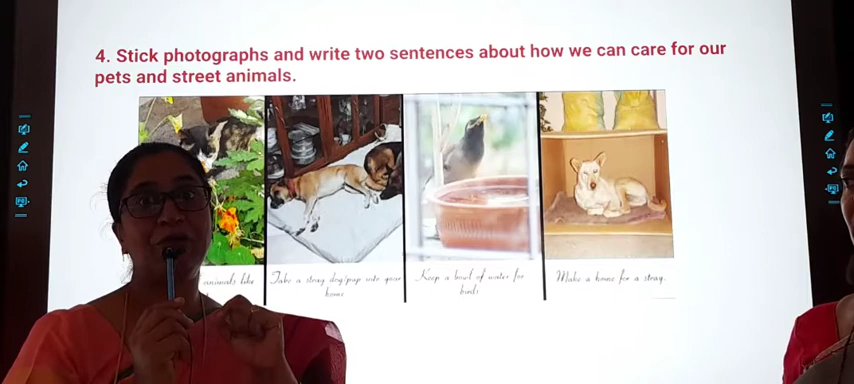 4. Stick photographs and write two sentences about how we can care for our
pets and street animals.
animals like
Take a stray dog/pup into your
home
Keep a bowl of water for
birds
Make a home for a stray.